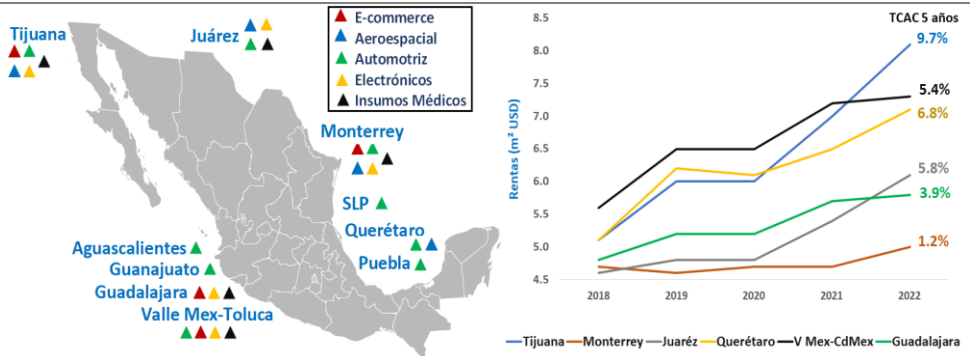 Tijuana
Juárez
E-commerce
Aeroespacial
Automotriz
Electrónicos
Insumos Médicos
Monterrey
SLP
Querétaro
Puebla
Aguascalientes
Guanajuato
Guadalajara
Valle Mex-Toluca
Rentas (m² USD)
8.5
8.0
7.5
7.0
6.5
6.0
5.5
5.0
4.5
2018 2019 2020 2021 2022
TCAC 5 años
9.7%
5.4%
6.8%
5.8%
3.9%
1.2%
Tijuana Monterrey Juaréz Querétaro V Mex-CdMex Guadalajara